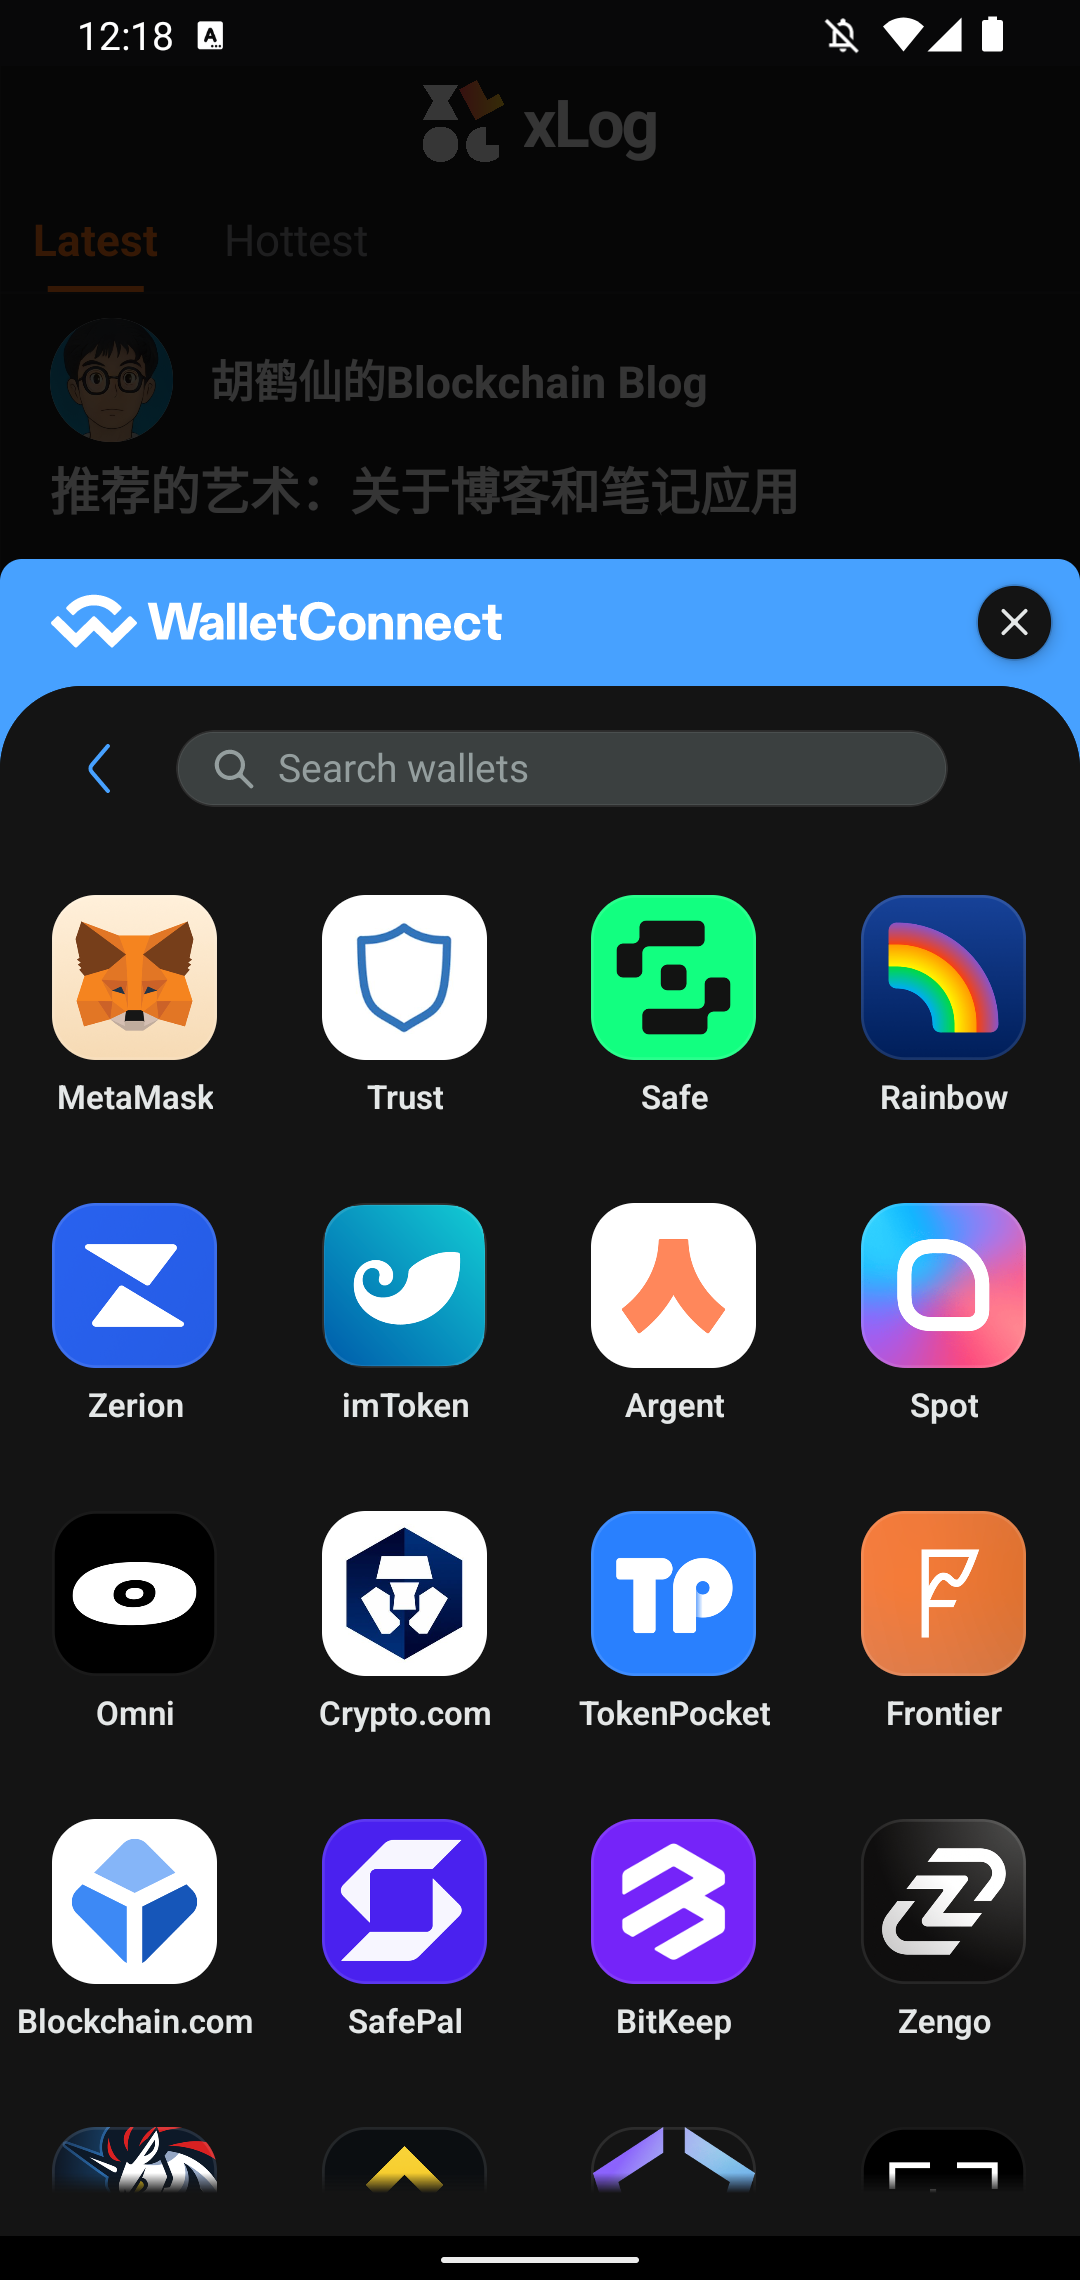 12:18
xLog
Latest Hottest
胡鹤仙的Blockchain Blog
推荐的艺术：关于博客和笔记应用
WalletConnect
Search wallets
MetaMask Trust Safe Rainbow
Zerion imToken Argent Spot
TP
Omni Crypto.com TokenPocket Frontier
Blockchain.com SafePal BitKeep Zengo